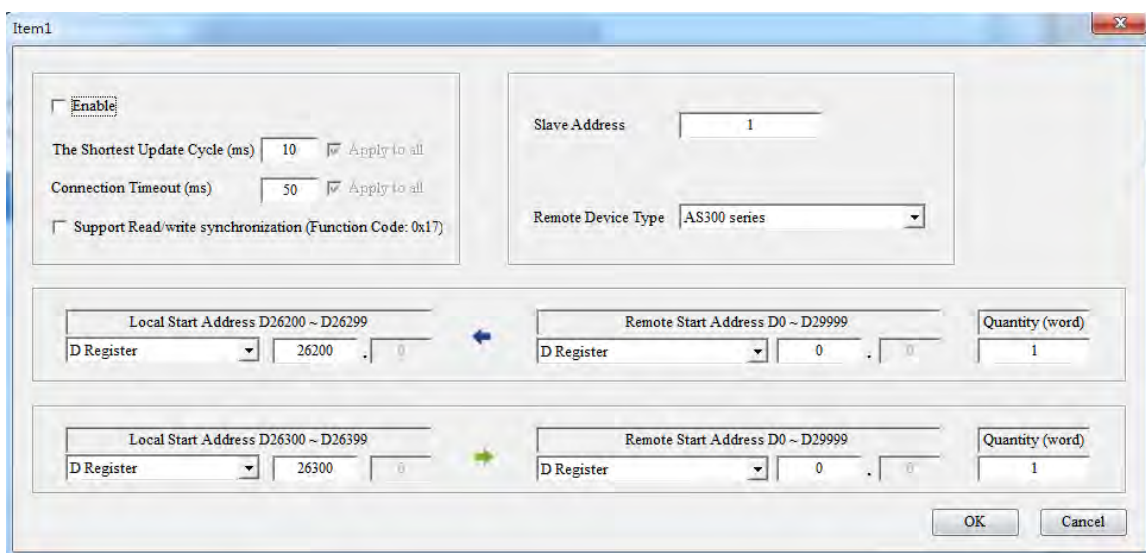 Item1
Enable
The Shortest Update Cycle (ms) 10 Apply to all
Connection Timeout (ms) 50 Apply to all
Support Read/write synchronization (Function Code: 0x17)
Slave Address 1
Remote Device Type AS300 series
Local Start Address D26200 ~ D26299 Remote Start Address D0 ~ D29999 Quantity (word)
D Register 26200 . 0 D Register 0 . 0 1
Local Start Address D26300 ~ D26399 Remote Start Address D0 ~ D29999 Quantity (word)
D Register 26300 0 D Register 0 . 0 1
OK Cancel